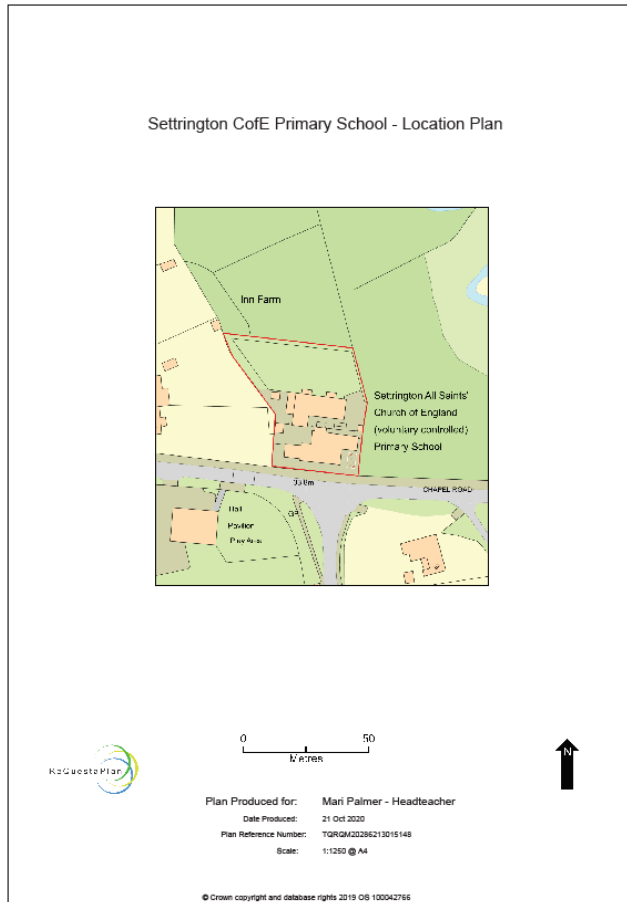 Settrington CofE Primary School - Location Plan
Inn Farm
Settrington All Saints'
Church of England
(voluntary controlled)
Primary School
CHAPEL ROAD
Hall
Pavilion
Play Area
GP
0 50
Metres
N
Plan Produced for: Mari Palmer - Headteacher
Date Produced: 21 Oct 2020
Plan Reference Number: TQRQM20286213015148
Scale: 1:1250 @ A4
© Crown copyright and database rights 2019 OS 100042766